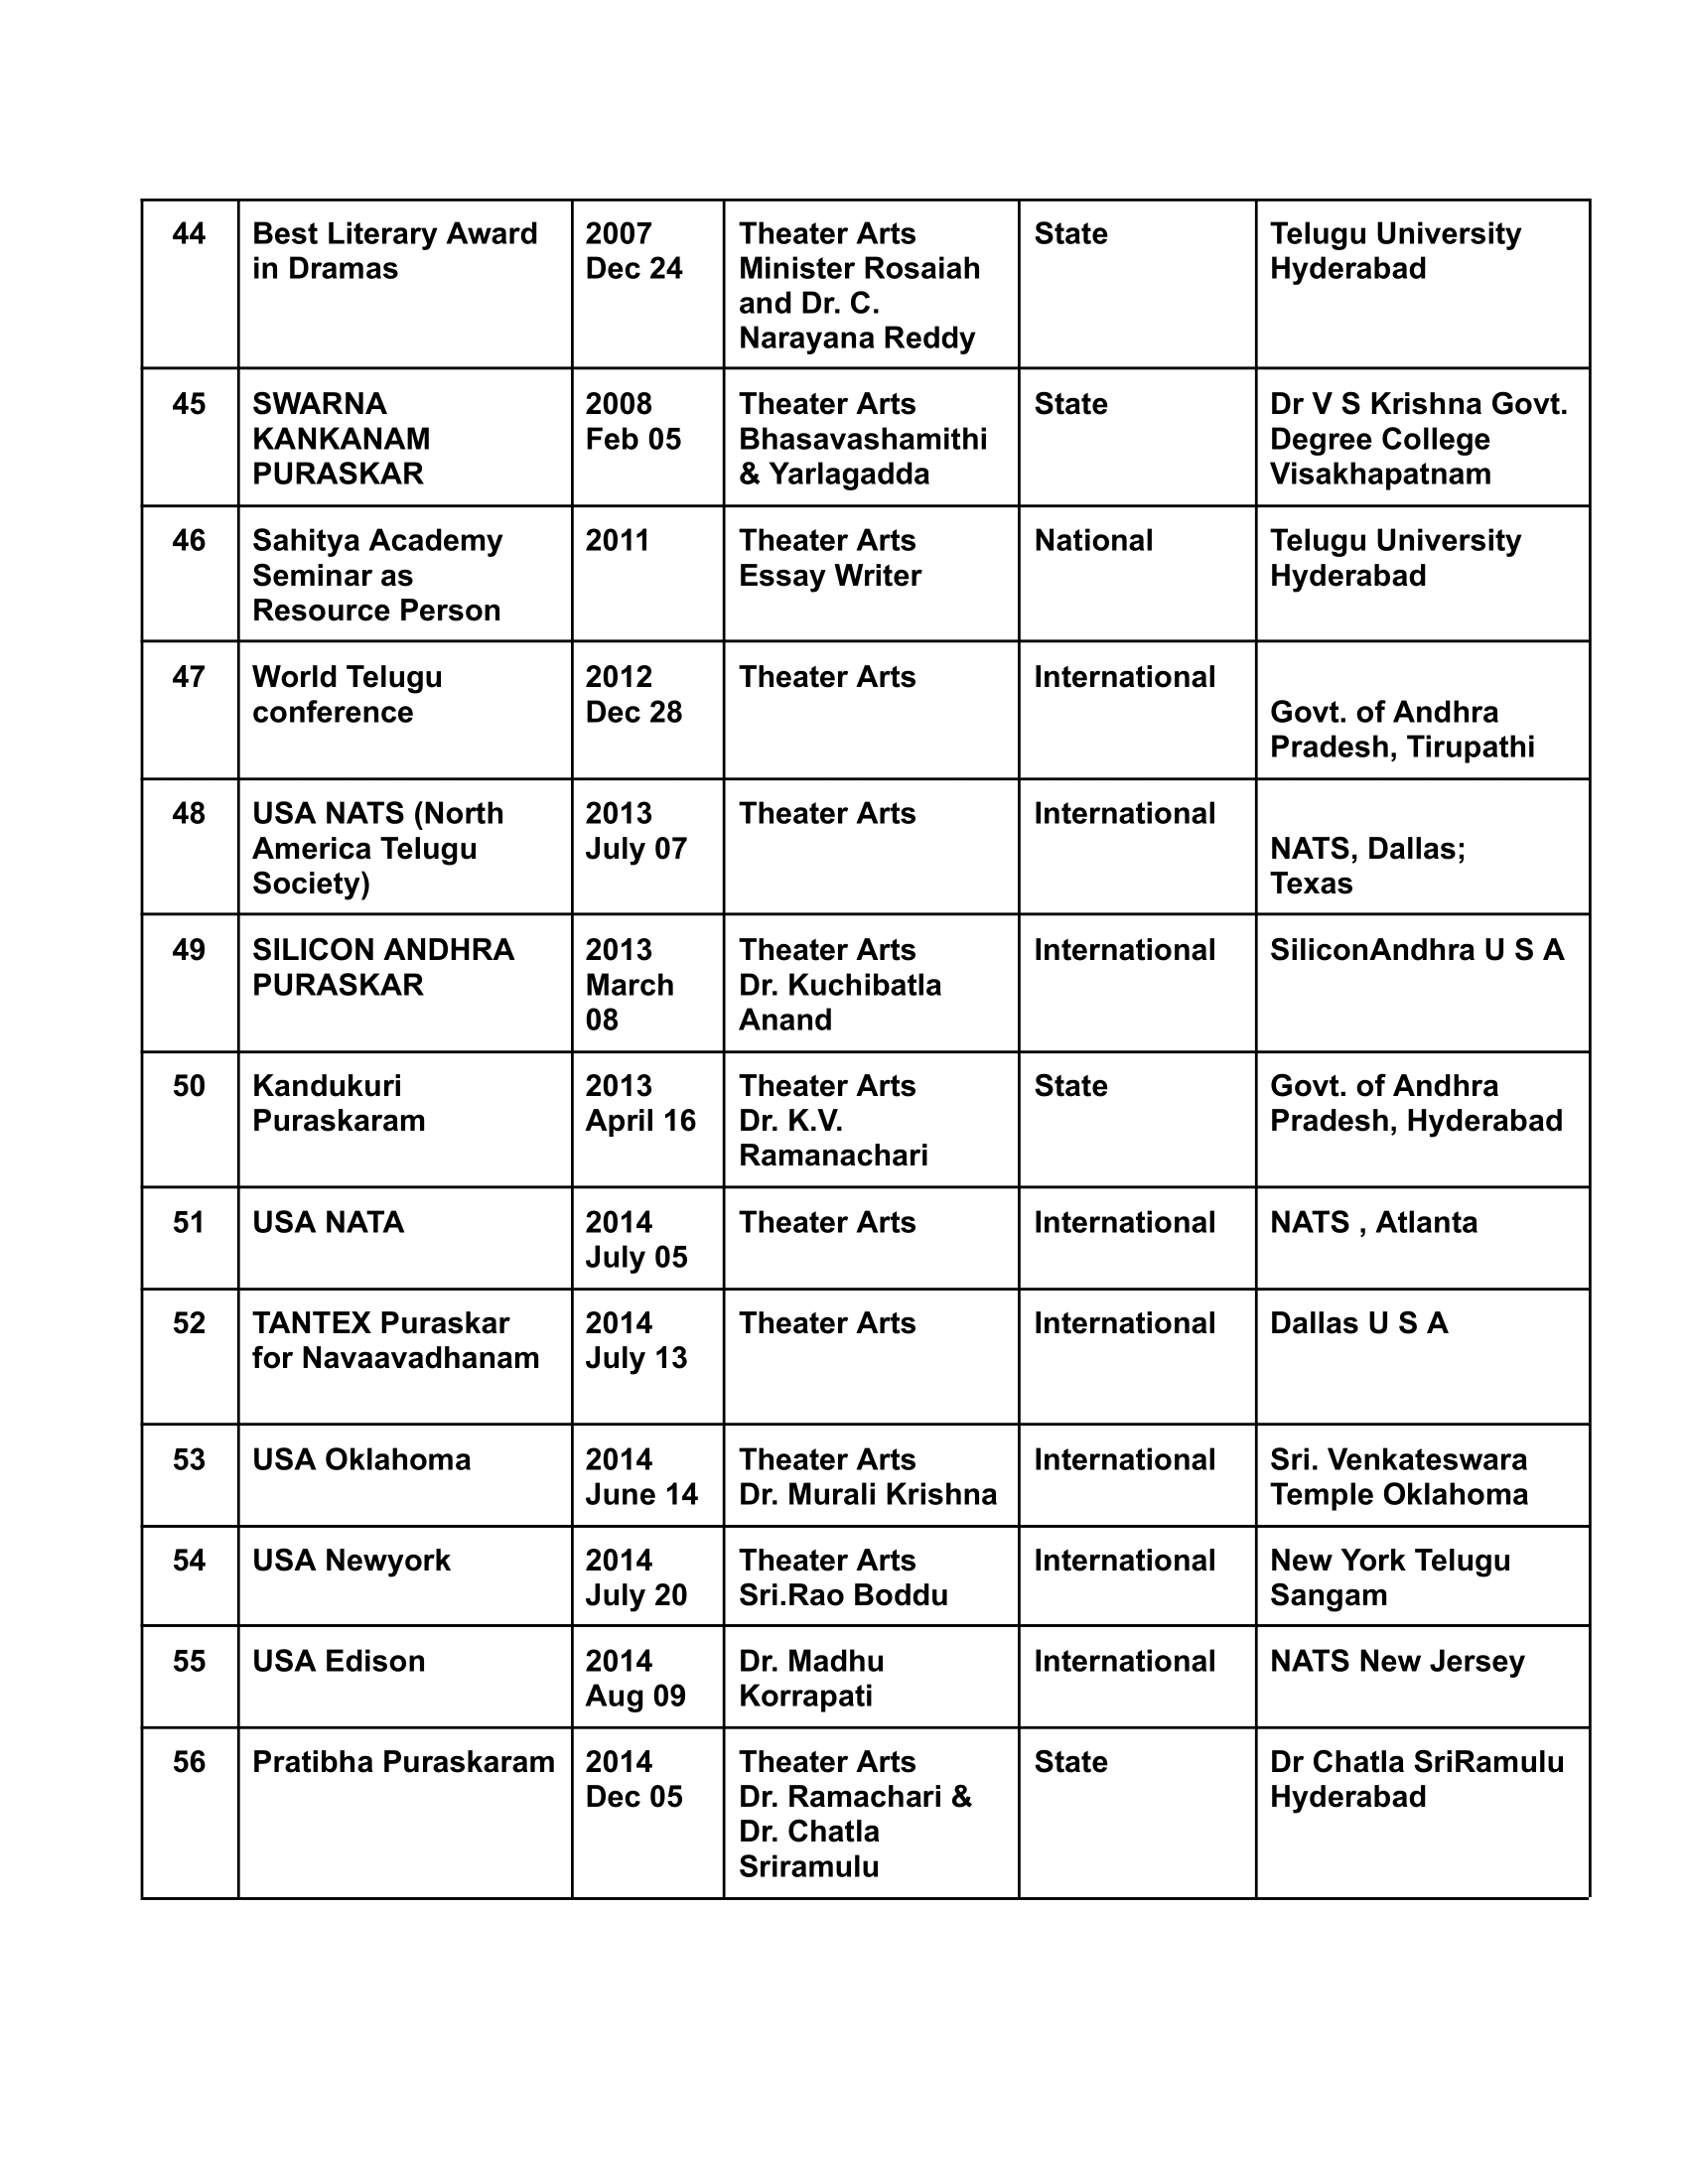 44
Best Literary Award
in Dramas
2007
Dec 24
Theater Arts
Minister Rosaiah
and Dr. C.
Narayana Reddy
State
Telugu University
Hyderabad
45
SWARNA
KANKANAM
PURASKAR
2008
Feb 05
Theater Arts
Bhasavashamithi
& Yarlagadda
State
Dr V S Krishna Govt.
Degree College
Visakhapatnam
46
Sahitya Academy
Seminar as
Resource Person
2011
Theater Arts
Essay Writer
National
Telugu University
Hyderabad
47
World Telugu
conference
2012
Dec 28
Theater Arts
International
Govt. of Andhra
Pradesh, Tirupathi
48
USA NATS (North
America Telugu
Society)
2013
July 07
Theater Arts
International
NATS, Dallas;
Texas
49
SILICON ANDHRA
PURASKAR
2013
March
08
Theater Arts
Dr. Kuchibatla
Anand
International
SiliconAndhra U S A
50
Kandukuri
Puraskaram
2013
April 16
Theater Arts
Dr. K.V.
Ramanachari
State
Govt. of Andhra
Pradesh, Hyderabad
51
USA NATA
2014
July 05
Theater Arts
International
NATS , Atlanta
52
TANTEX Puraskar
for Navaavadhanam
2014
July 13
Theater Arts
International
Dallas U S A
53
USA Oklahoma
2014
June 14
Theater Arts
Dr. Murali Krishna
International
Sri. Venkateswara
Temple Oklahoma
54
USA Newyork
2014
July 20
Theater Arts
Sri.Rao Boddu
International
New York Telugu
Sangam
55
USA Edison
2014
Aug 09
Dr. Madhu
Korrapati
International
NATS New Jersey
56
Pratibha Puraskaram
2014
Dec 05
Theater Arts
Dr. Ramachari &
Dr. Chatla
Sriramulu
State
Dr Chatla SriRamulu
Hyderabad